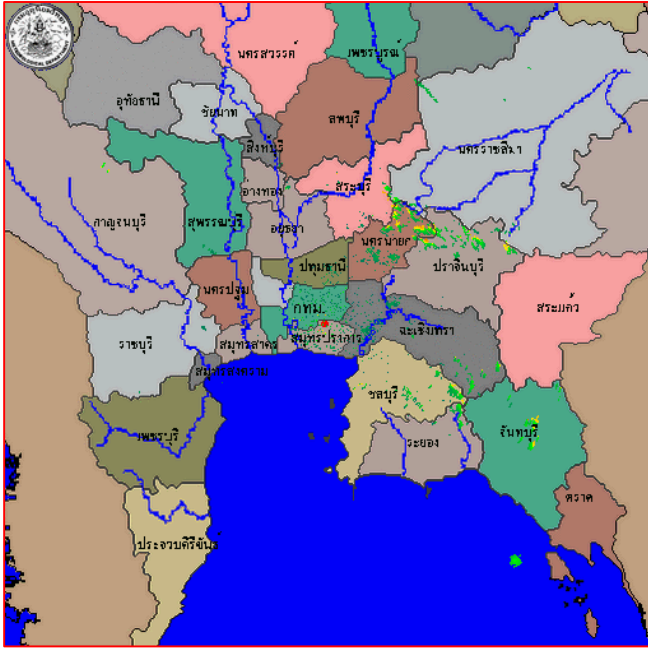 นครสวรรค์
เพชรบูรณ์
อุทัยธานี
ชัยนาท
ลพบุรี
สิงห์บุรี
นครราชสีมา
อ่างทอง
สระบุรี
กาญจนบุรี
สุพรรณบุรี
อยุธยา
นครนายก
ปราจีนบุรี
ปทุมธานี
นครปฐม
กทม.
สระแก้ว
ราชบุรี
สมุทรสาคร
สมุทรปราการ
ฉะเชิงเทรา
สมุทรสงคราม
ชลบุรี
เพชรบุรี
ระยอง
จันทบุรี
ตราด
ประจวบคีรีขันธ์